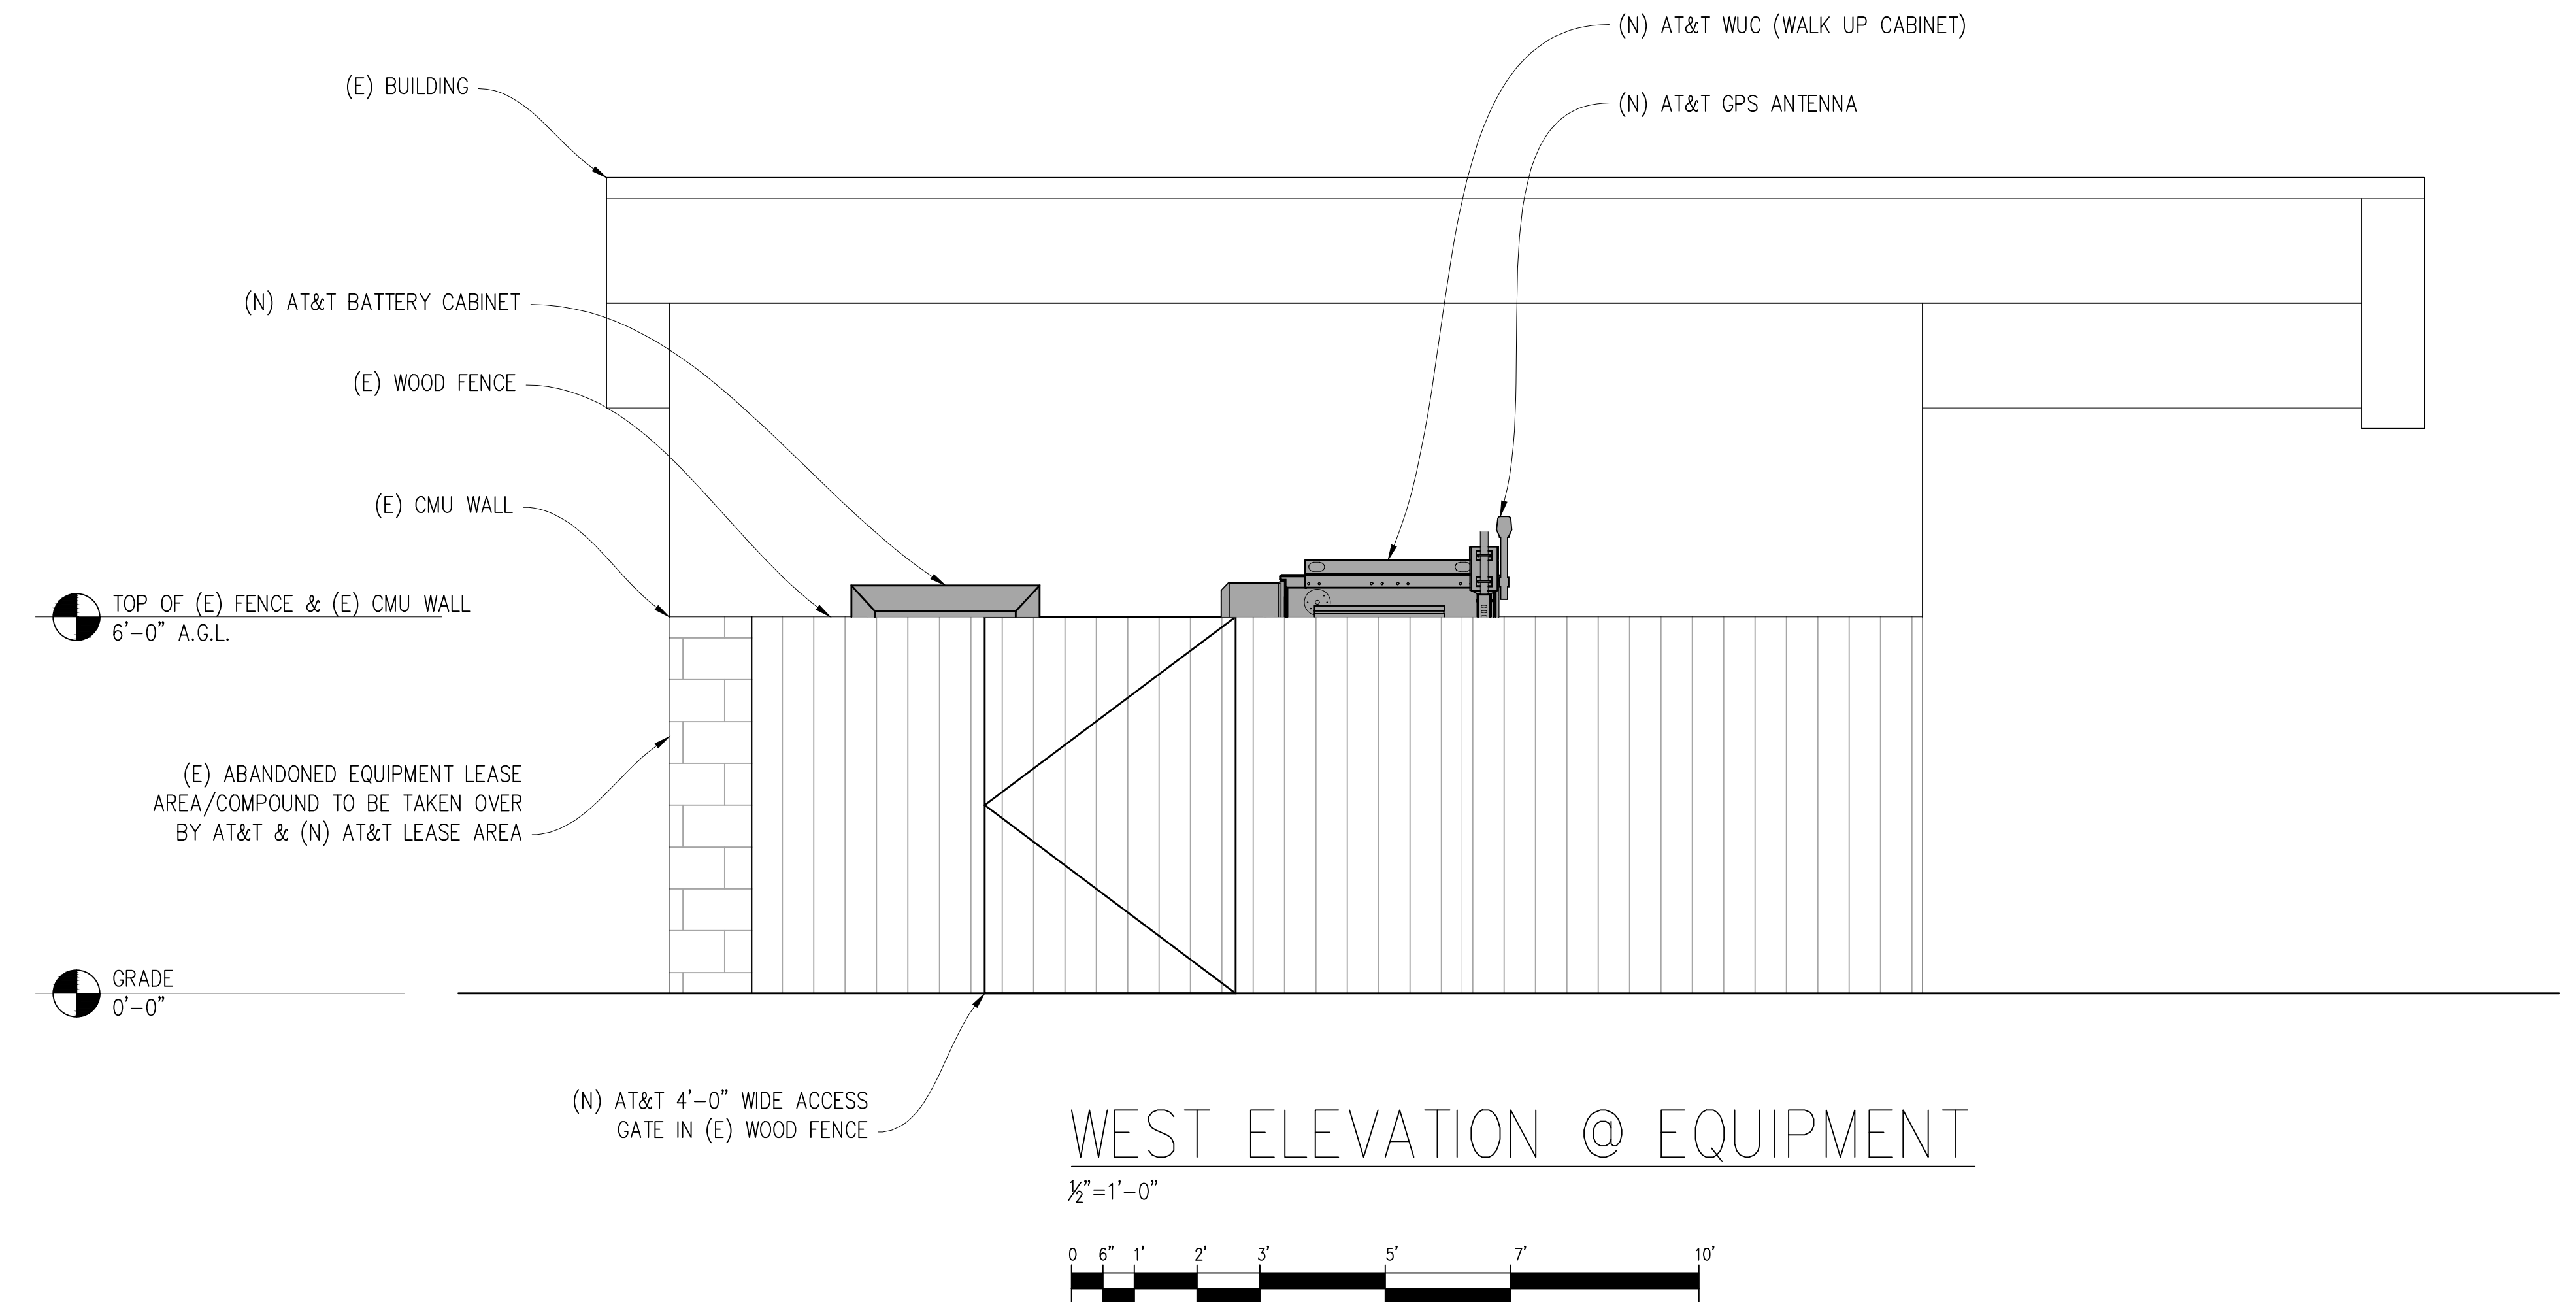 (N) AT&T WUC (WALK UP CABINET)
(E) BUILDING
(N) AT&T GPS ANTENNA
(N) AT&T BATTERY CABINET
(E) WOOD FENCE
(E) CMU WALL
TOP OF (E) FENCE & (E) CMU WALL
6'-0" A.G.L.
(E) ABANDONED EQUIPMENT LEASE
AREA/COMPOUND TO BE TAKEN OVER
BY AT&T & (N) AT&T LEASE AREA
GRADE
0'-0"
(N) AT&T 4'-0" WIDE ACCESS
GATE IN (E) WOOD FENCE
WEST ELEVATION @ EQUIPMENT
½"=1'-0"
0 6" 1' 2' 3' 5' 7' 10'